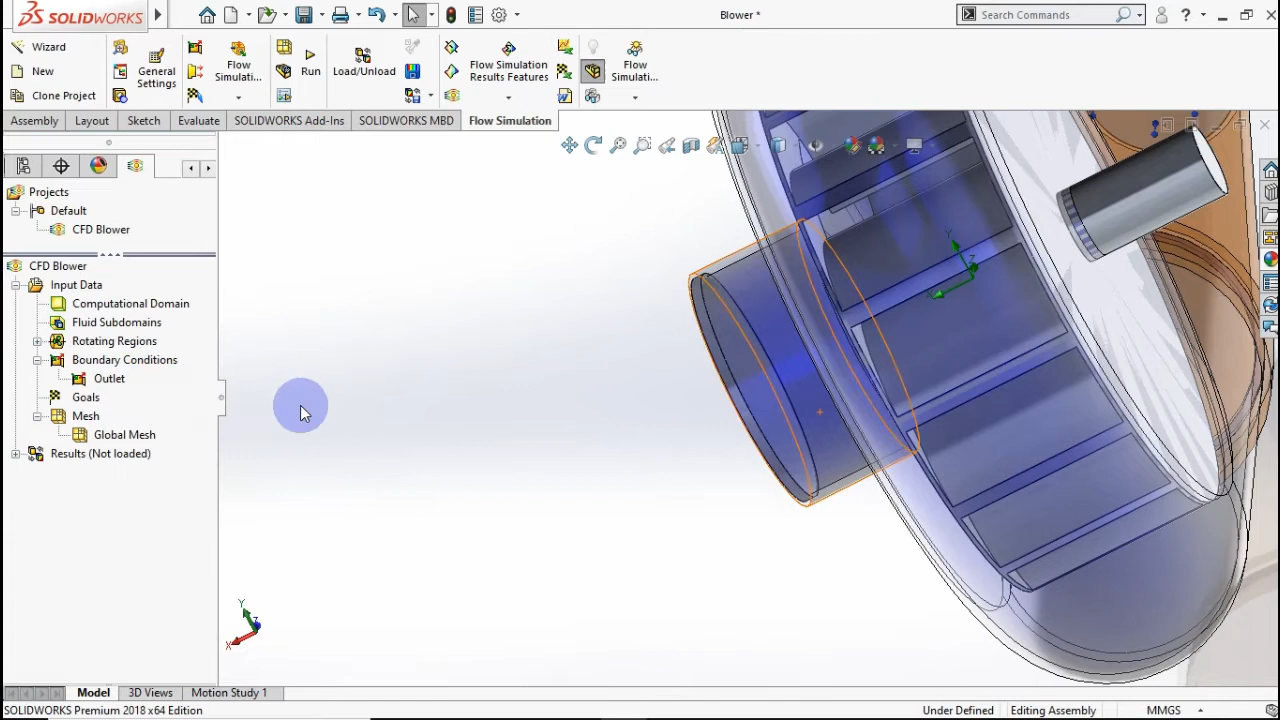 SOLIDWORKS
Blower *
Search Commands
Wizard
New
Clone Project
General Settings
Flow Simulati...
Run
Load/Unload
Flow Simulation Results Features
Flow Simulati...
Assembly Layout Sketch Evaluate SOLIDWORKS Add-Ins SOLIDWORKS MBD Flow Simulation
Projects
Default
CFD Blower
CFD Blower
Input Data
Computational Domain
Fluid Subdomains
Rotating Regions
Boundary Conditions
Outlet
Goals
Mesh
Global Mesh
Results (Not loaded)
Y
Z
X
Y
Z
X
Model 3D Views Motion Study 1
SOLIDWORKS Premium 2018 x64 Edition Under Defined Editing Assembly MMGS